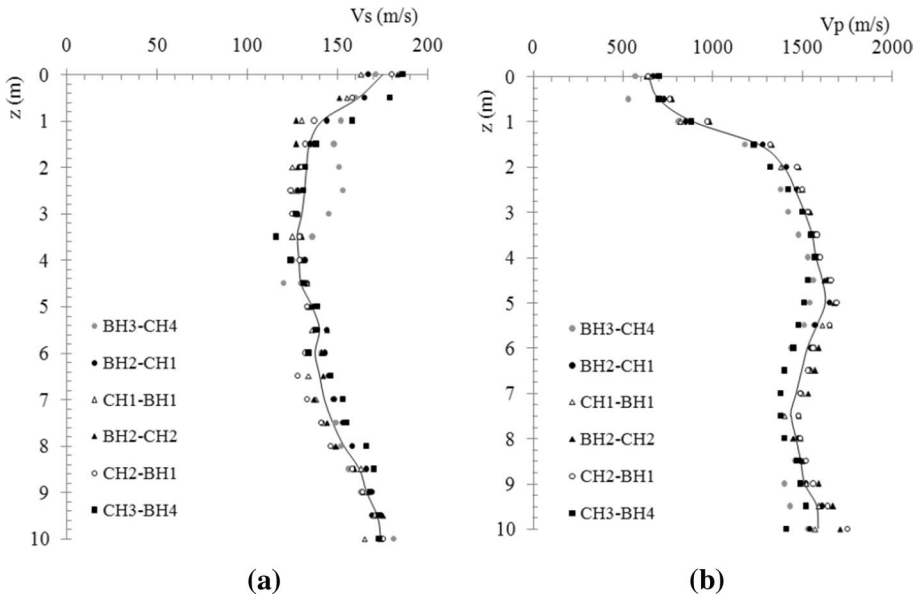 Vs (m/s)
0 50 100 150 200
z (m)
0
1
2
3
4
5
6
7
8
9
10
BH3-CH4
BH2-CH1
CH1-BH1
BH2-CH2
CH2-BH1
CH3-BH4
(a)
Vp (m/s)
0 500 1000 1500 2000
z (m)
0
1
2
3
4
5
6
7
8
9
10
BH3-CH4
BH2-CH1
CH1-BH1
BH2-CH2
CH2-BH1
CH3-BH4
(b)